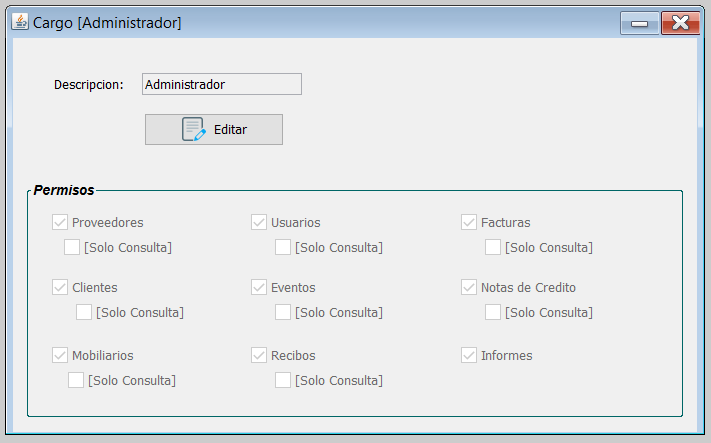 Cargo [Administrador]
Descripcion: Administrador
Editar
Permisos
Proveedores Usuarios Facturas
[Solo Consulta] [Solo Consulta] [Solo Consulta]
Clientes Eventos Notas de Credito
[Solo Consulta] [Solo Consulta] [Solo Consulta]
Mobiliarios Recibos Informes
[Solo Consulta] [Solo Consulta]